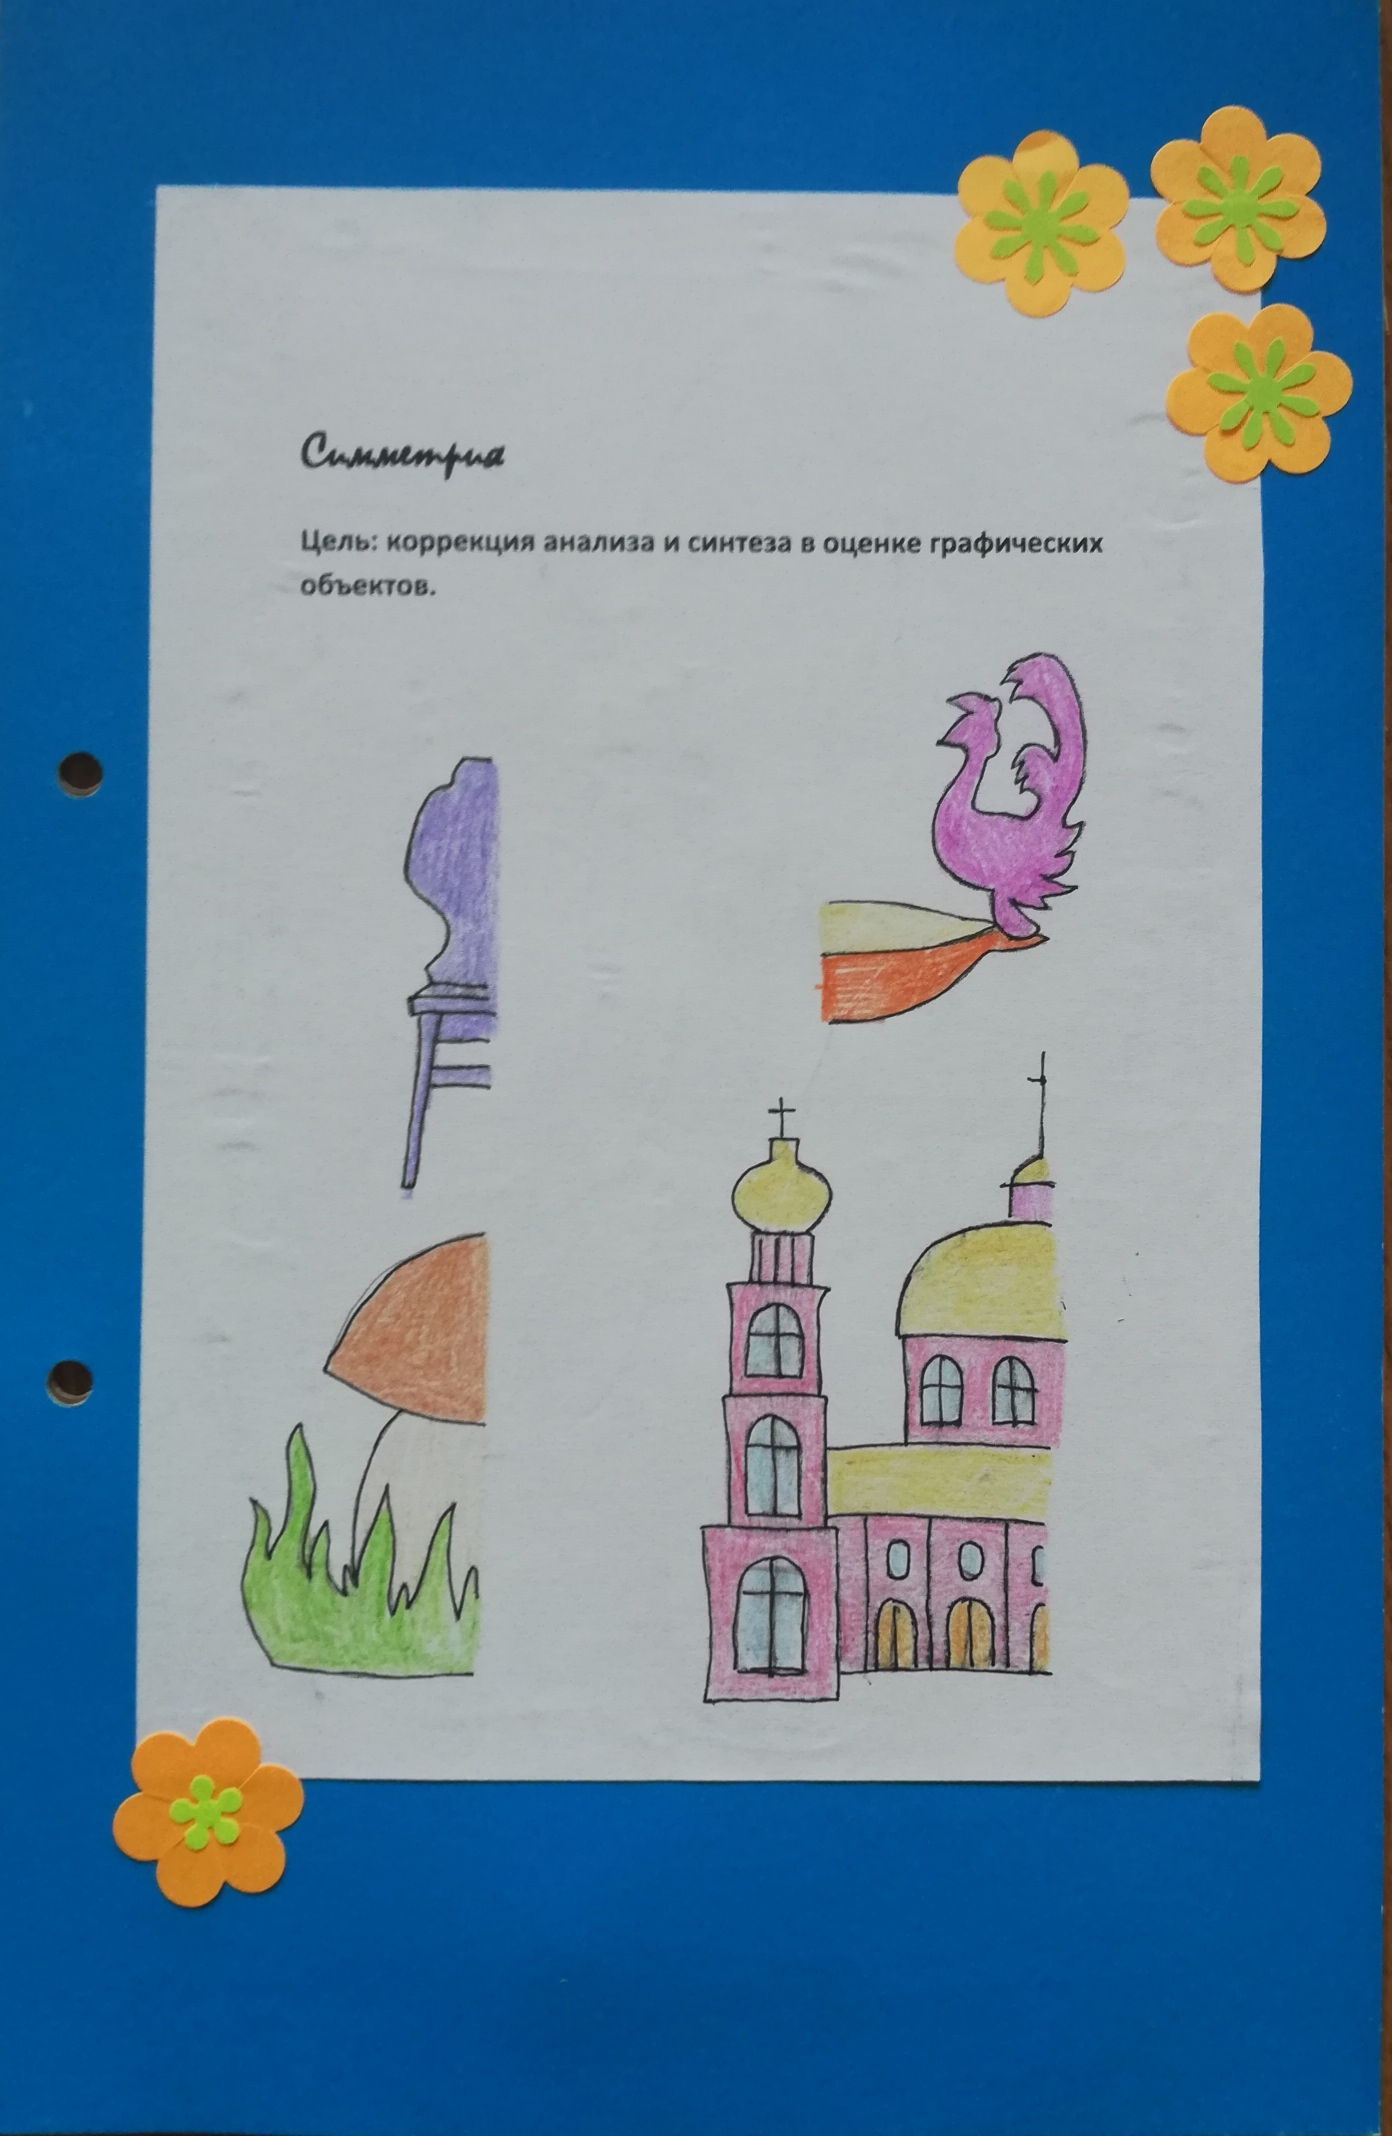 Симметрия
Цель: коррекция анализа и синтеза в оценке графических
объектов.